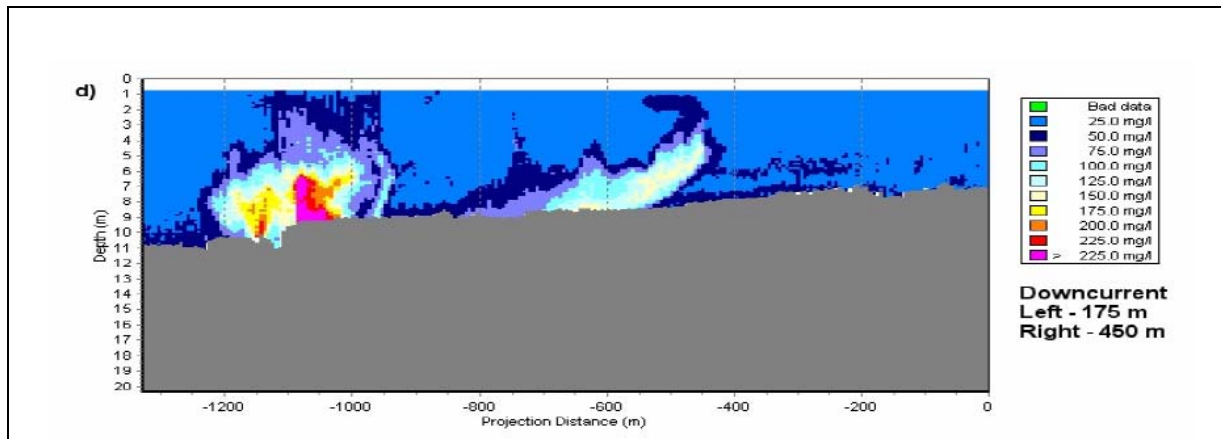 d)
0
1
2
3
4
5
6
7
8
9
10
11
12
13
14
15
16
17
18
19
20
Depth (m)
-1200 -1000 -800 -600 -400 -200 0
Projection Distance (m)
Bad data
25.0 mg/l
50.0 mg/l
75.0 mg/l
100.0 mg/l
125.0 mg/l
150.0 mg/l
175.0 mg/l
200.0 mg/l
225.0 mg/l
> 225.0 mg/l
Downcurrent
Left - 175 m
Right - 450 m